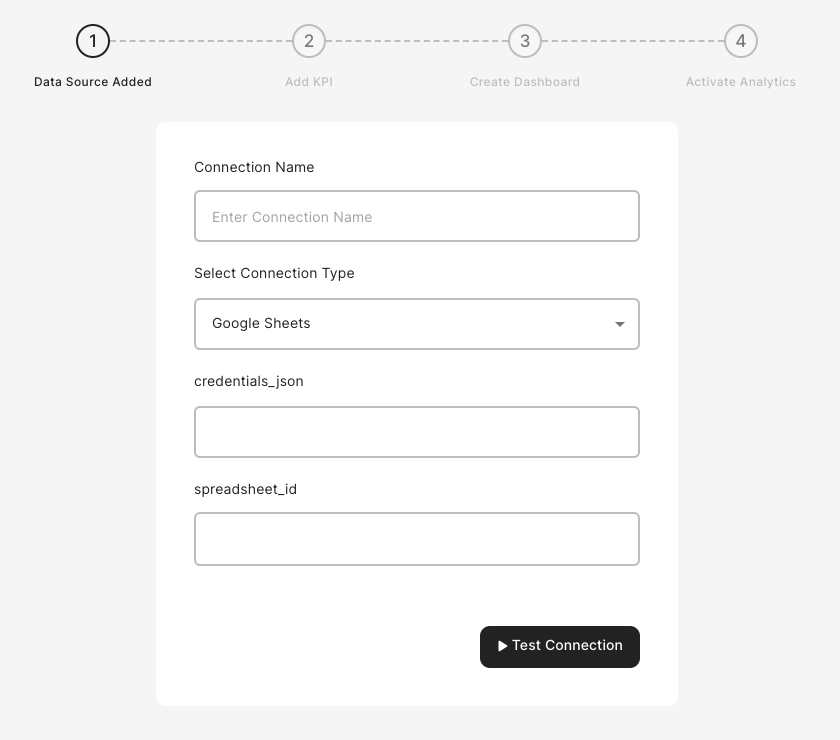 1 2 3 4
Data Source Added Add KPI Create Dashboard Activate Analytics
Connection Name
Enter Connection Name
Select Connection Type
Google Sheets
credentials_json
spreadsheet_id
Test Connection